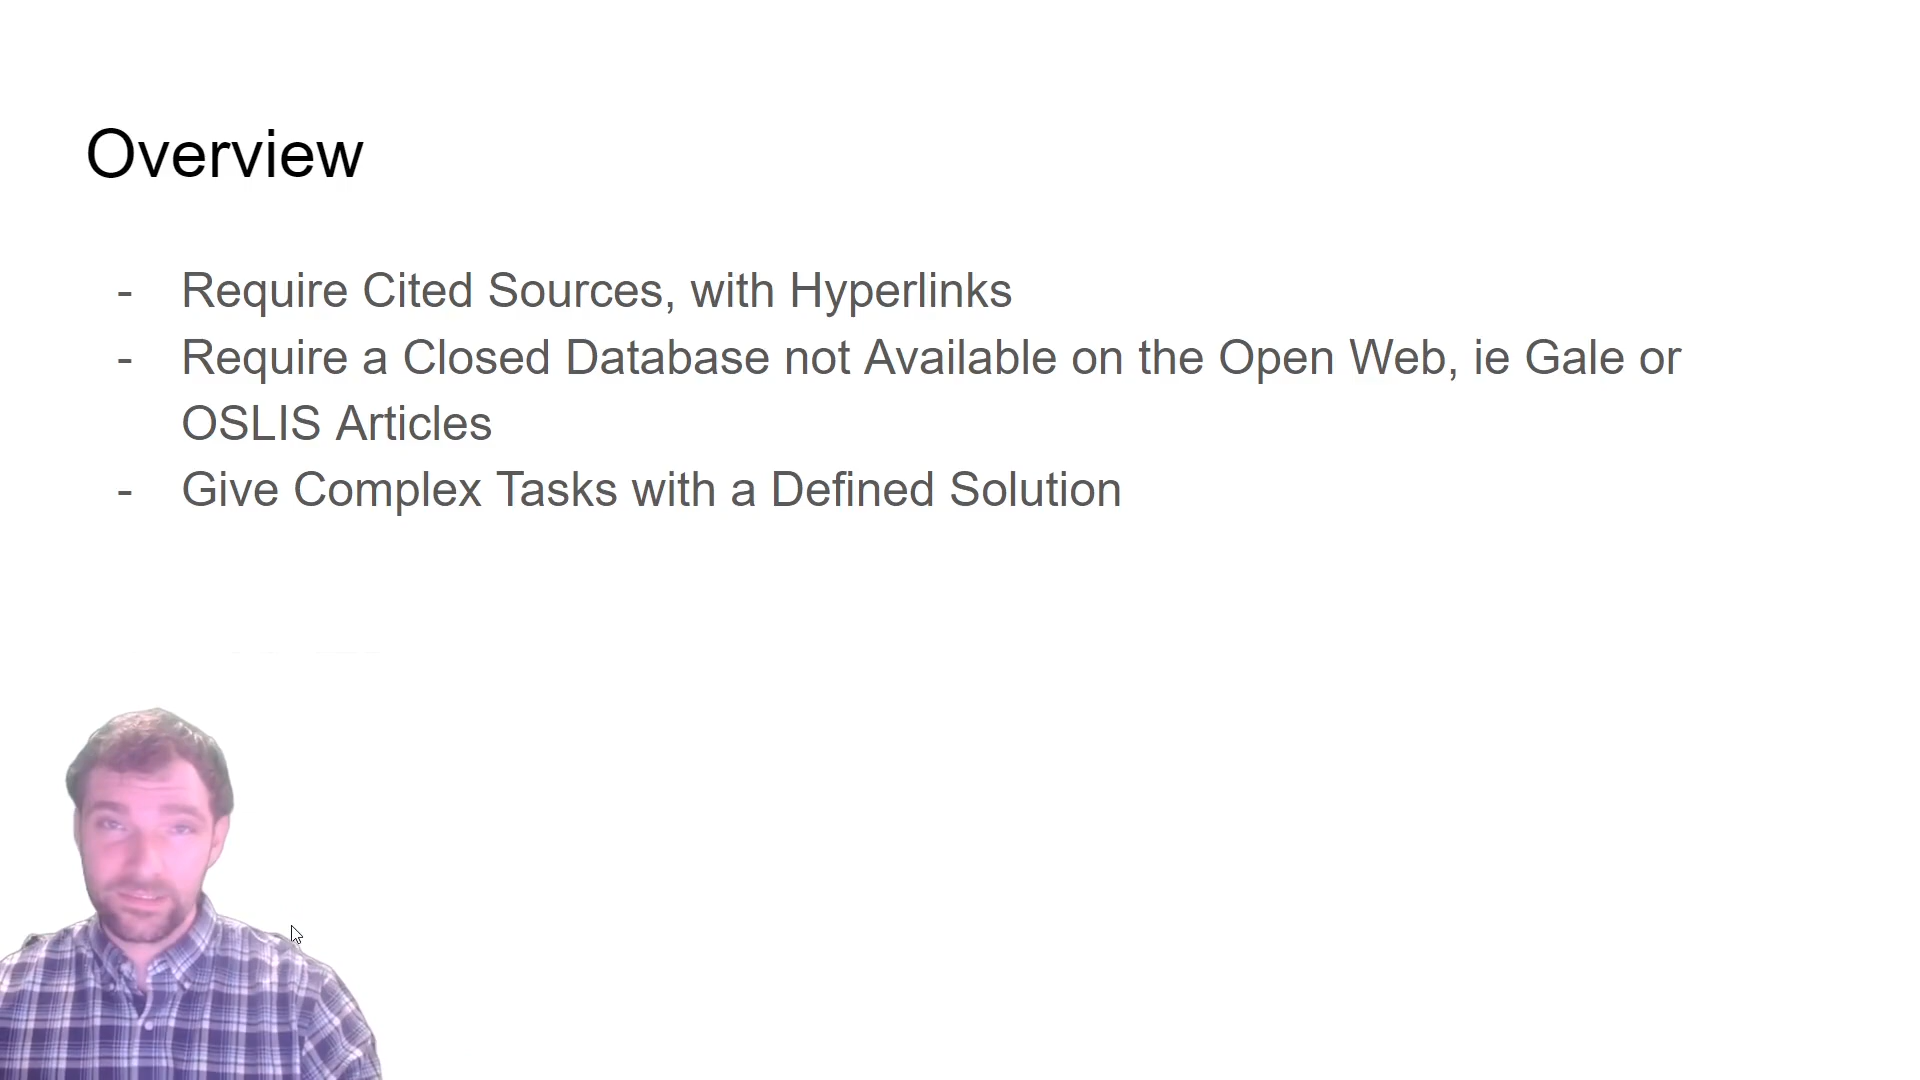 Overview
- Require Cited Sources, with Hyperlinks
- Require a Closed Database not Available on the Open Web, ie Gale or
OSLIS Articles
- Give Complex Tasks with a Defined Solution